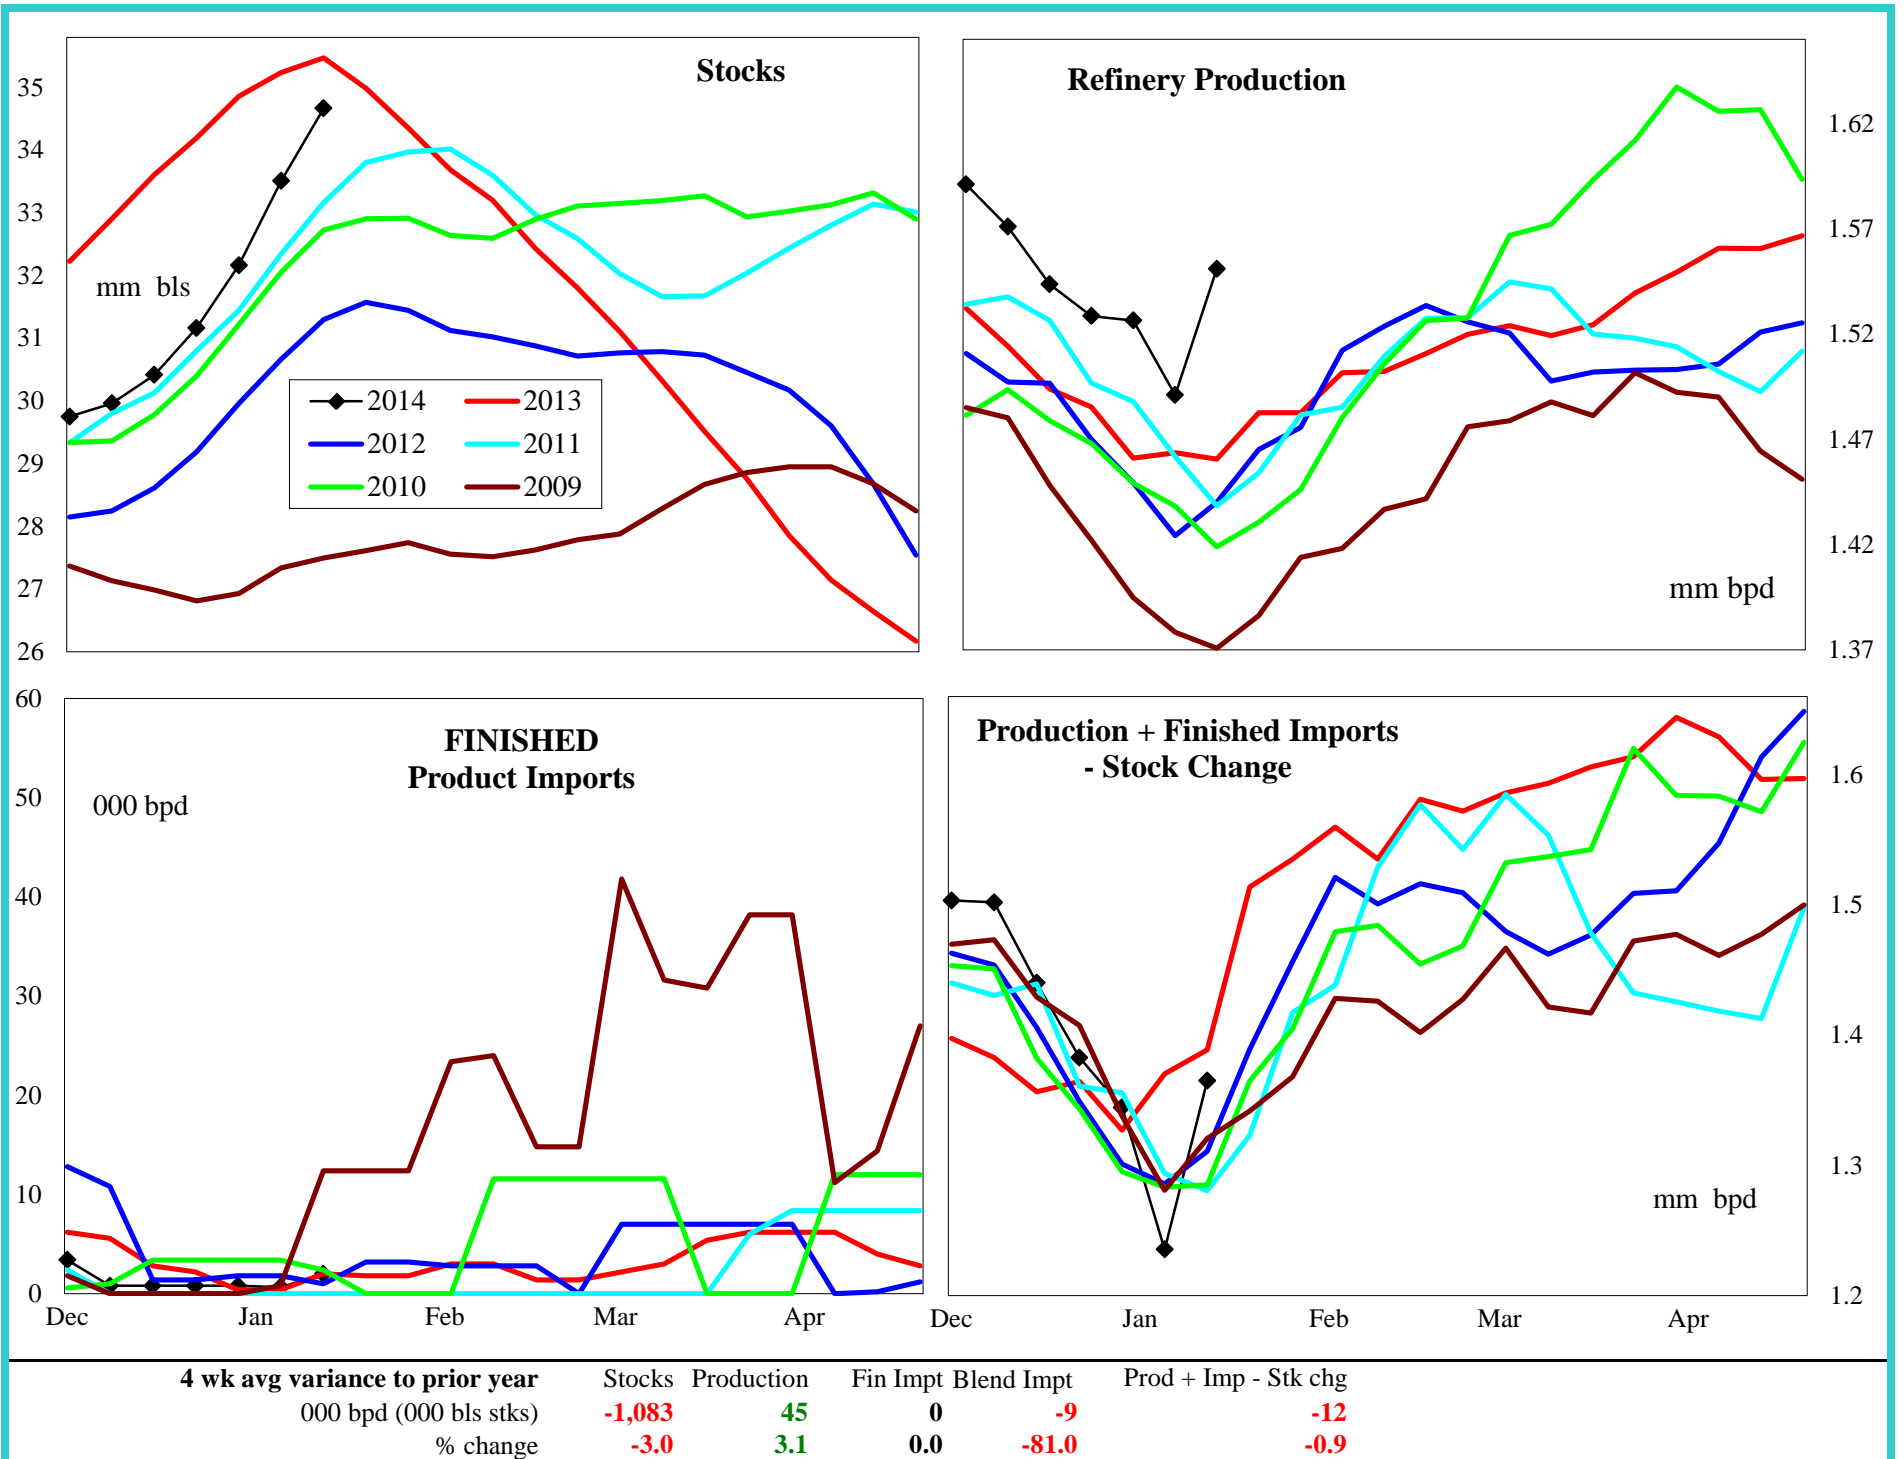 Stocks
35
34
33
32
31
30
29
28
27
26
mm bls
2014 2013
2012 2011
2010 2009
Refinery Production
1.62
1.57
1.52
1.47
1.42
1.37
mm bpd
FINISHED
Product Imports
60
50
40
30
20
10
0
000 bpd
Dec Jan Feb Mar Apr
Production + Finished Imports
- Stock Change
1.6
1.5
1.4
1.3
1.2
mm bpd
Dec Jan Feb Mar Apr
4 wk avg variance to prior year Stocks Production Fin Impt Blend Impt Prod + Imp - Stk chg
000 bpd (000 bls stks) -1,083 45 0 -9 -12
% change -3.0 3.1 0.0 -81.0 -0.9